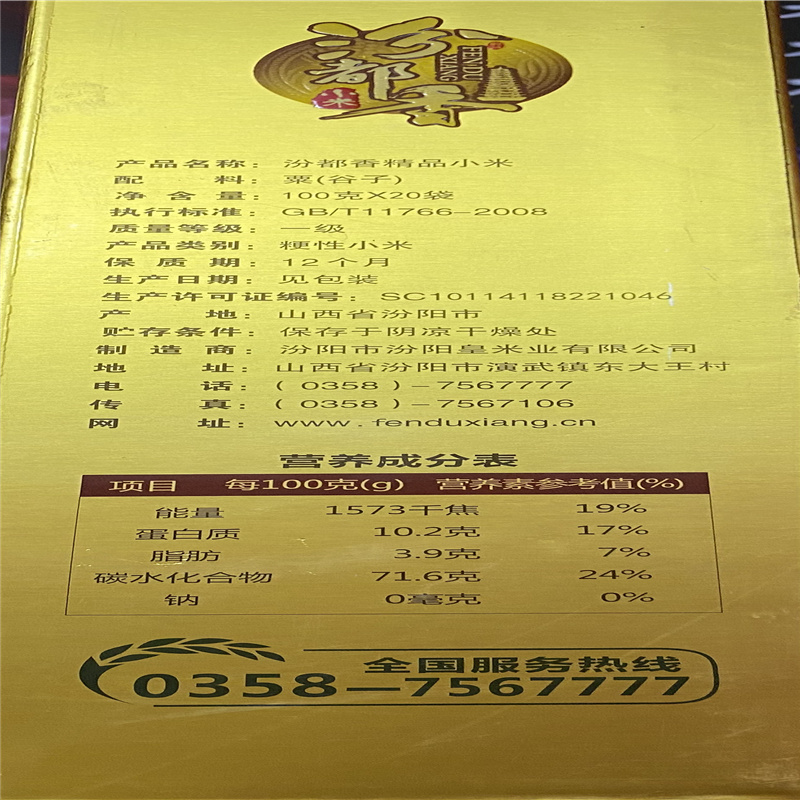 汾都香
FENDU
XIANG
米
产品名称：汾都香精品小米
配料：粟(谷子)
净含量：100克X20袋
执行标准：GB/T11766-2008
质量等级：一级
产品类别：粳性小米
保质期：12个月
生产日期：见包装
生产许可证编号：SC10114118221046
产地：山西省汾阳市
贮存条件：保存于阴凉干燥处
制造商：汾阳市汾阳皇米业有限公司
地址：山西省汾阳市演武镇东大王村
电话：(0358)-7567777
传真：(0358)-7567106
网址：www.fenduxiang.cn
营养成分表
项目 每100克(g) 营养素参考值(%)
能量 1573千焦 19%
蛋白质 10.2克 17%
脂肪 3.9克 7%
碳水化合物 71.6克 24%
钠 0毫克 0%
全国服务热线
0358-7567777